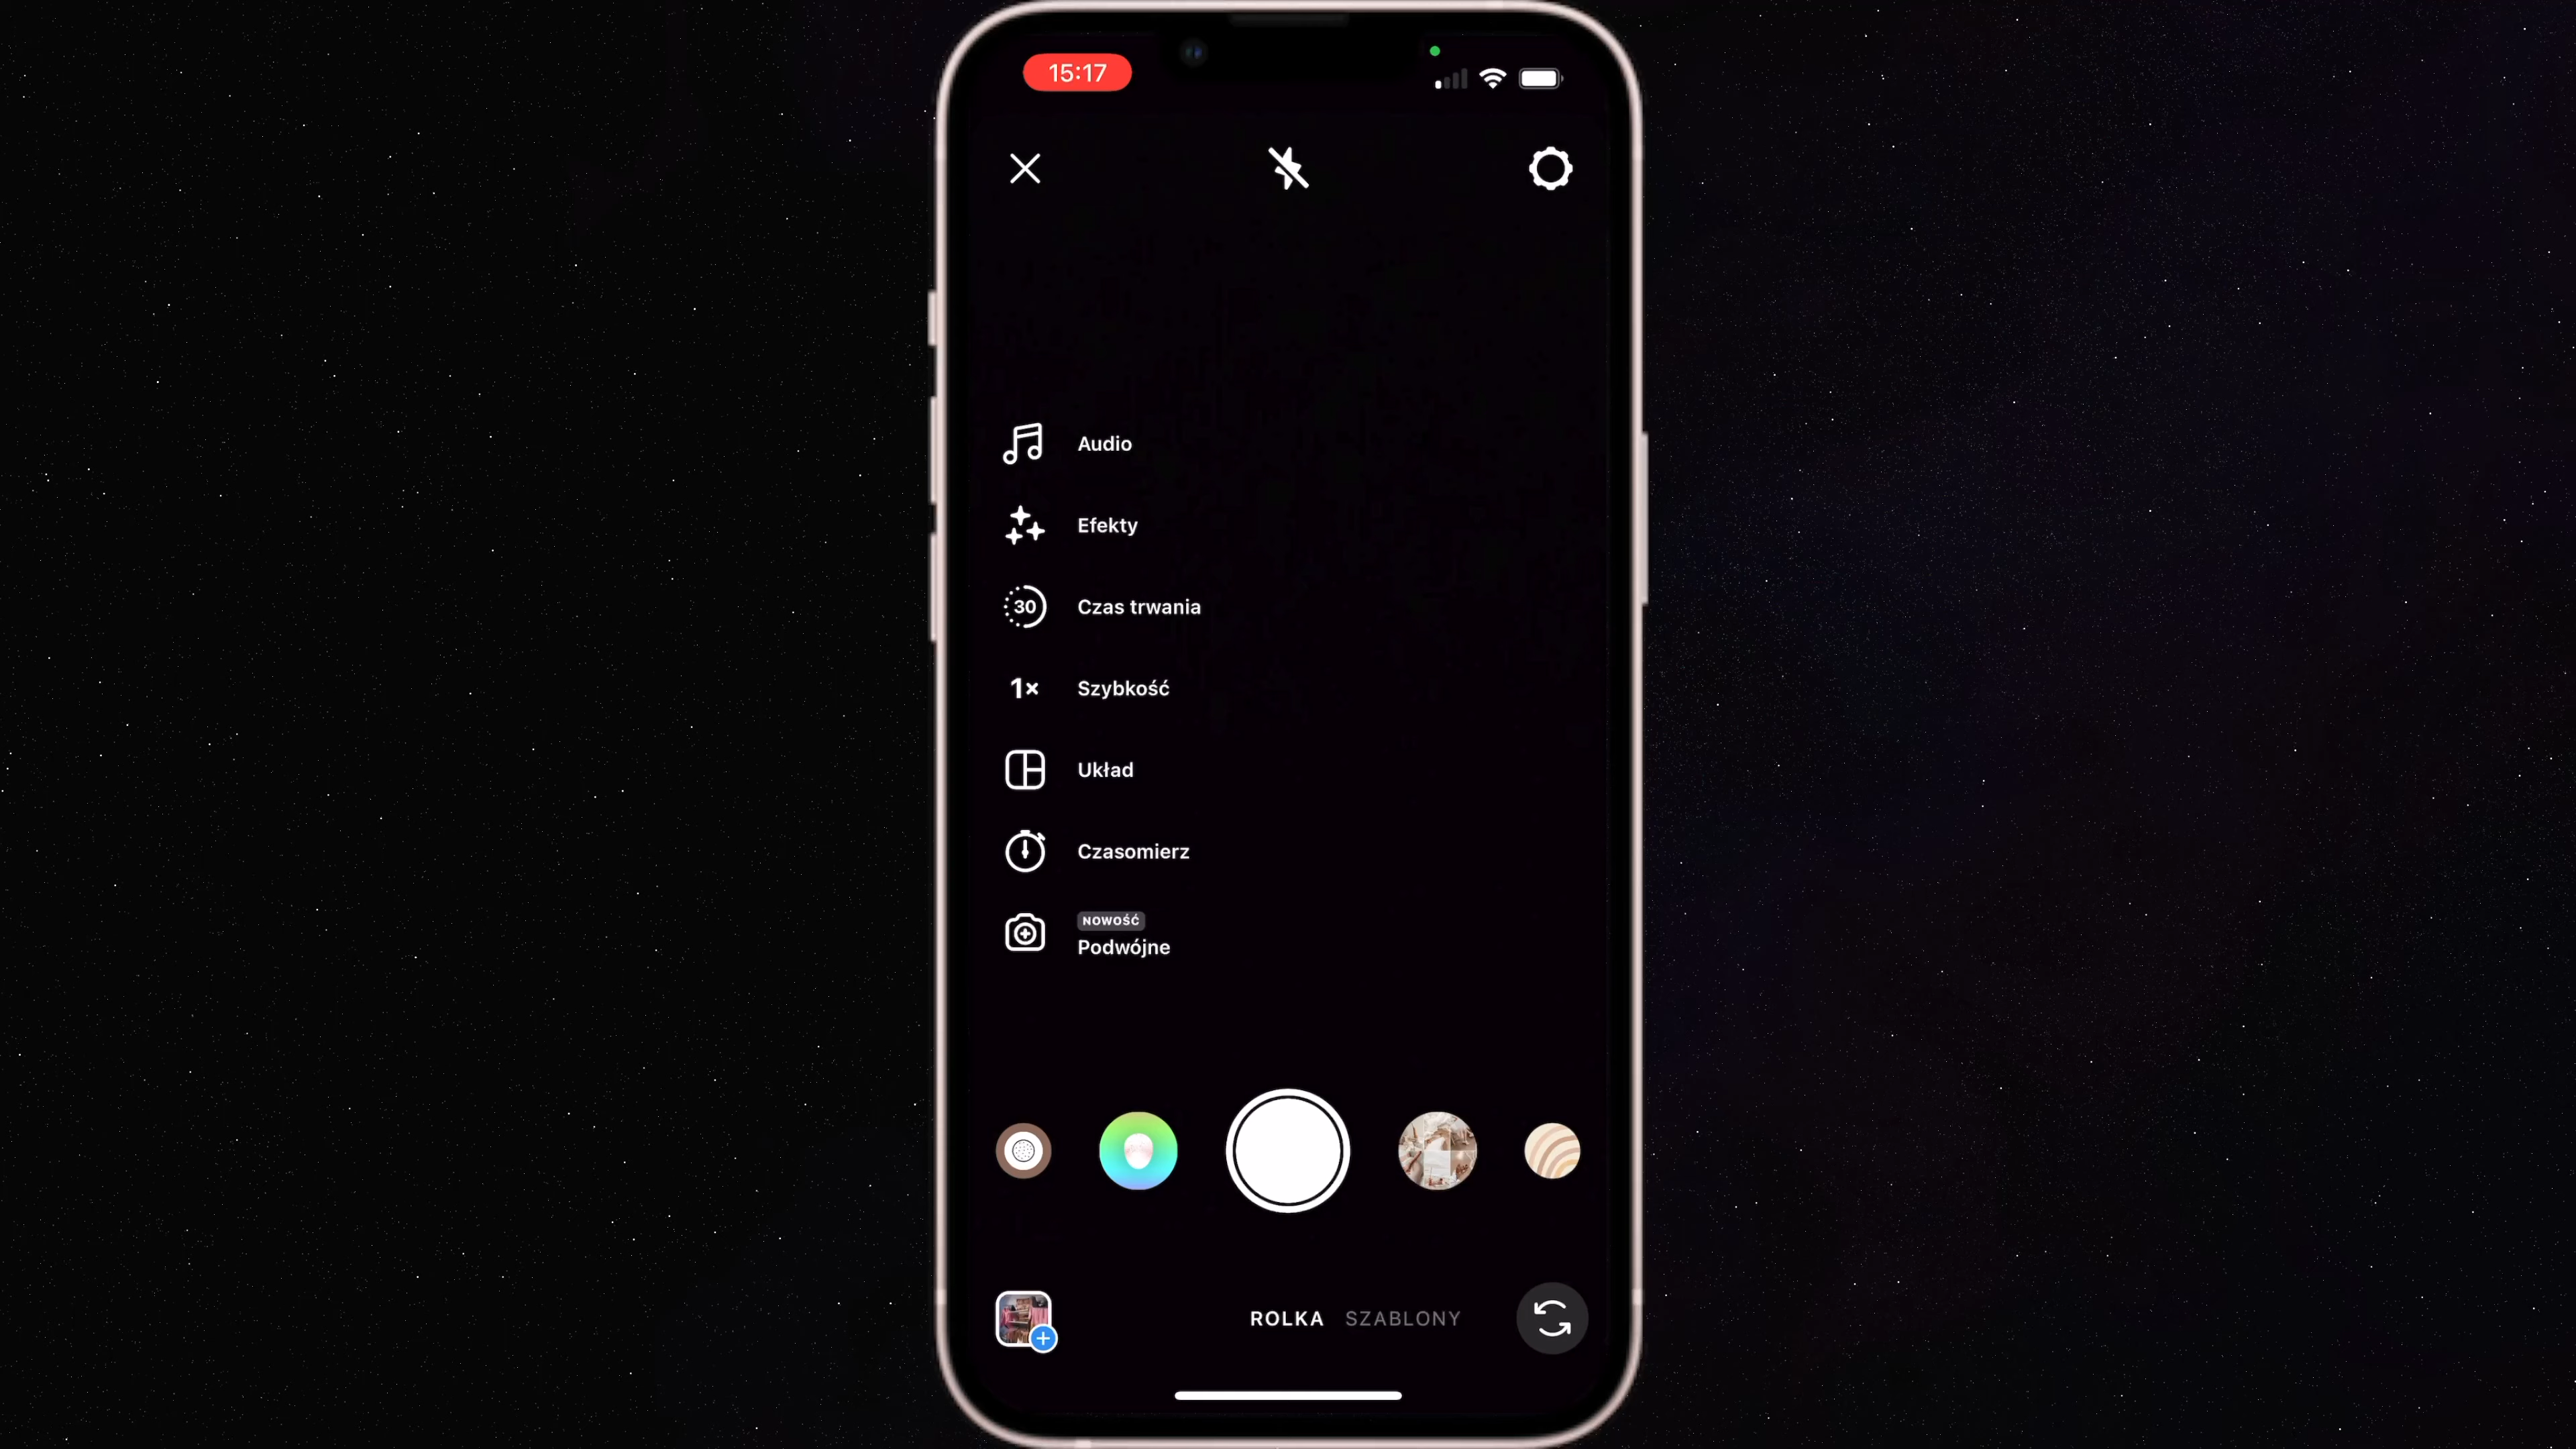 15:17
Audio
Efekty
30 Czas trwania
1× Szybkość
Układ
Czasomierz
NOWOŚĆ
Podwójne
ROLKA SZABLONY